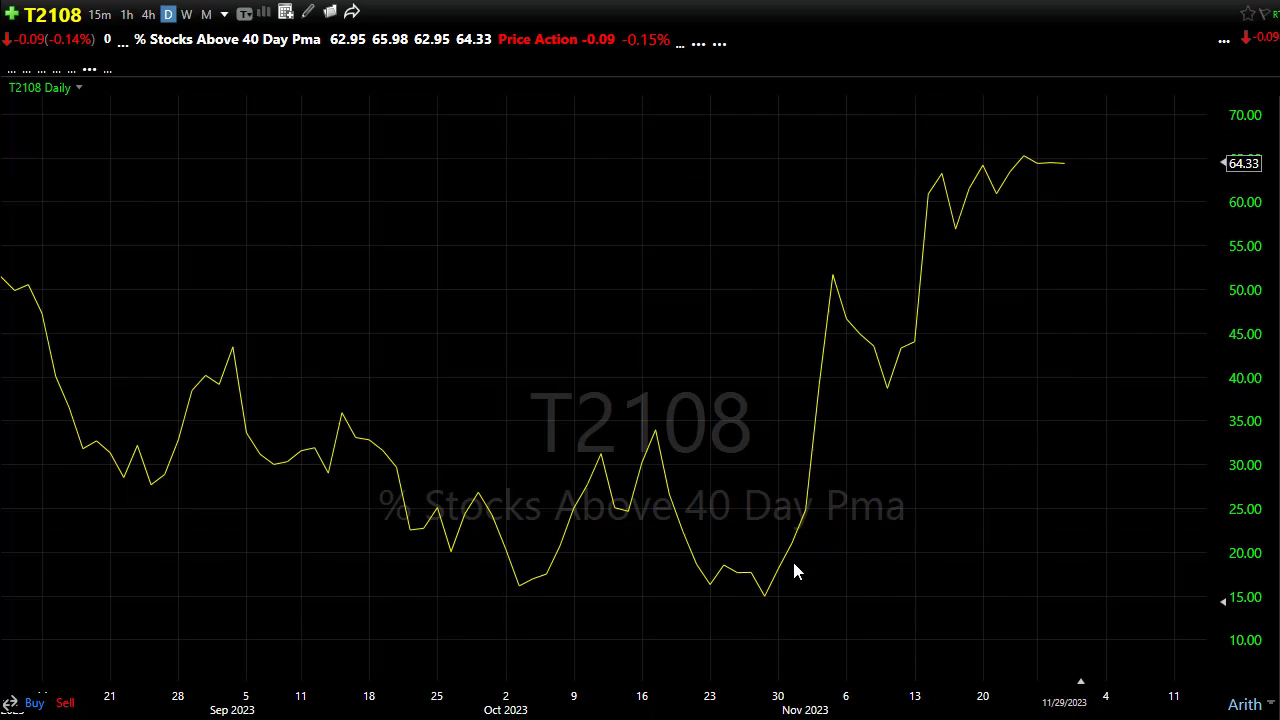 T2108 15m 1h 4h D W M
-0.09(-0.14%) 0 ... % Stocks Above 40 Day Pma 62.95 65.98 62.95 64.33 Price Action -0.09 -0.15% ... ... ... ... -0.09
... ... ... ... ... ... ...
T2108 Daily
70.00
64.33
60.00
55.00
50.00
45.00
40.00
35.00
30.00
25.00
20.00
15.00
10.00
T2108
% Stocks Above 40 Day Pma
21 28 5 11 18 25 2 9 16 23 30 6 13 20 4 11
Buy Sell
Sep 2023 Oct 2023 Nov 2023 11/29/2023
Arith